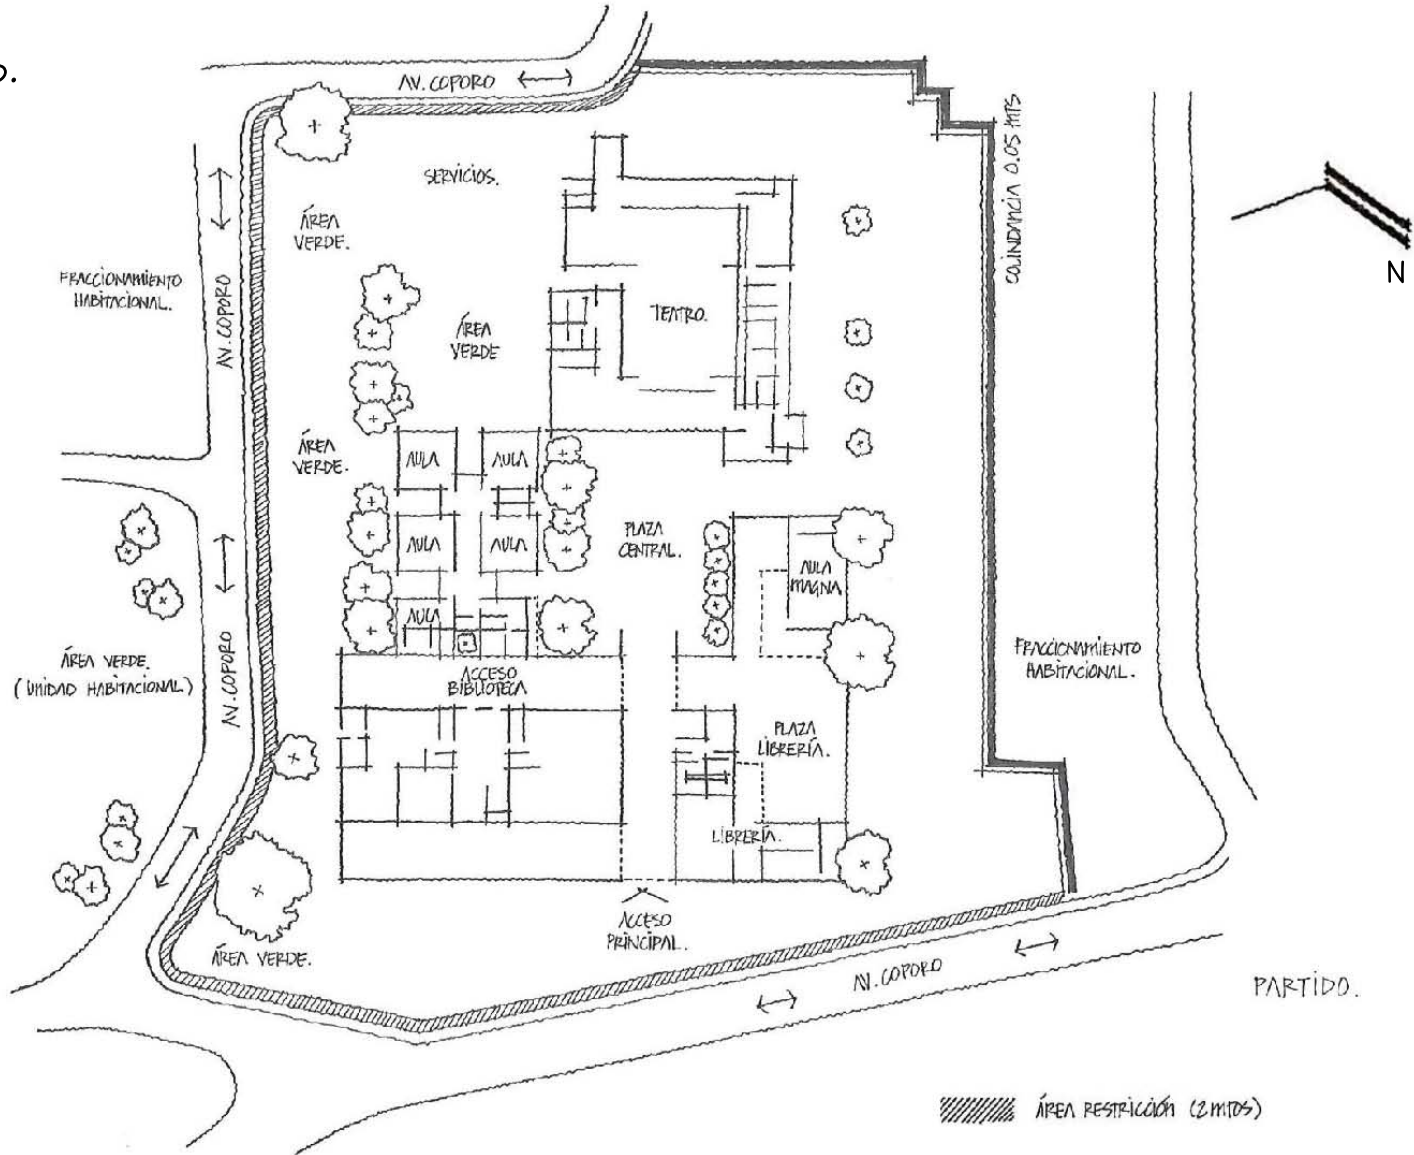 o.
AV. COPORO
SERVICIOS.
COLINDANCIA 0.05 MTS
ÁREA
VERDE.
N
FRACCIONAMIENTO
HABITACIONAL.
AV. COPORO
ÁREA
VERDE
TEATRO.
ÁREA
VERDE.
AULA
AULA
AULA
AULA
PLAZA
CENTRAL.
AULA
MAGNA
AULA
ÁREA VERDE.
(UNIDAD HABITACIONAL)
AV. COPORO
ACCESO
BIBLIOTECA
FRACCIONAMIENTO
HABITACIONAL.
PLAZA
LIBRERÍA.
LIBRERÍA.
ACCESO
PRINCIPAL.
ÁREA VERDE.
AV. COPORO
PARTIDO.
ÁREA RESTRICCIÓN (2 MTOS)